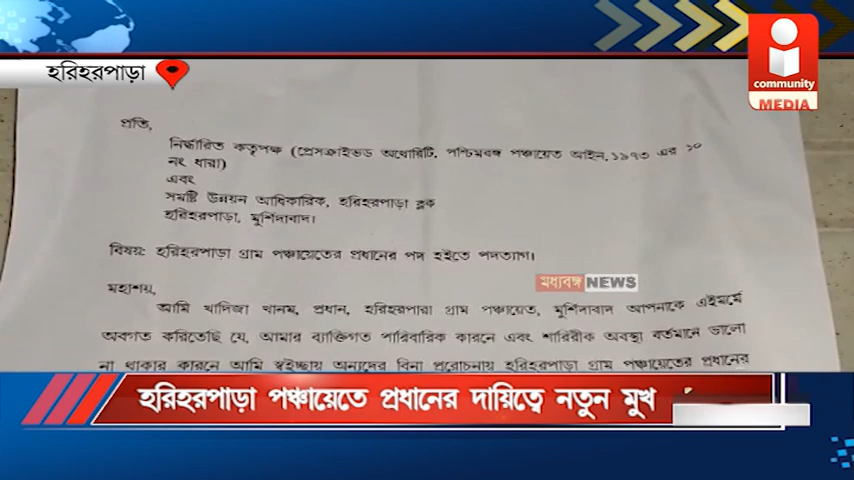 হরিহরপাড়া
community
MEDIA
প্রতি,
নির্দ্ধারিত কতৃপক্ষ (প্রেসক্রাইভড অথোরিটি, পশ্চিমবঙ্গ পঞ্চায়েত আইন, ১৯৭৩ এর ১০
নং ধারা)
এবং
সমষ্টি উন্নয়ন আধিকারিক, হরিহরপাড়া ব্লক
হরিহরপাড়া, মুর্শিদাবাদ।
বিষয়: হরিহরপাড়া গ্রাম পঞ্চায়েতের প্রধানের পদ হইতে পদত্যাগ।
মধ্যবঙ্গ NEWS
মহাশয়,
আমি খাদিজা খানম, প্রধান, হরিহরপারা গ্রাম পঞ্চায়েত, মুর্শিদাবাদ আপনাকে এইমর্মে
অবগত করিতেছি যে, আমার ব্যাক্তিগত পারিবারিক কারনে এবং শারিরীক অবস্থা বর্তমানে ভালো
না থাকার কারনে আমি স্বইচ্ছায় অন্যদের বিনা প্ররোচনায় হরিহরপাড়া গ্রাম পঞ্চায়েতের প্রধানের
হরিহরপাড়া পঞ্চায়েতে প্রধানের দায়িত্বে নতুন মুখ